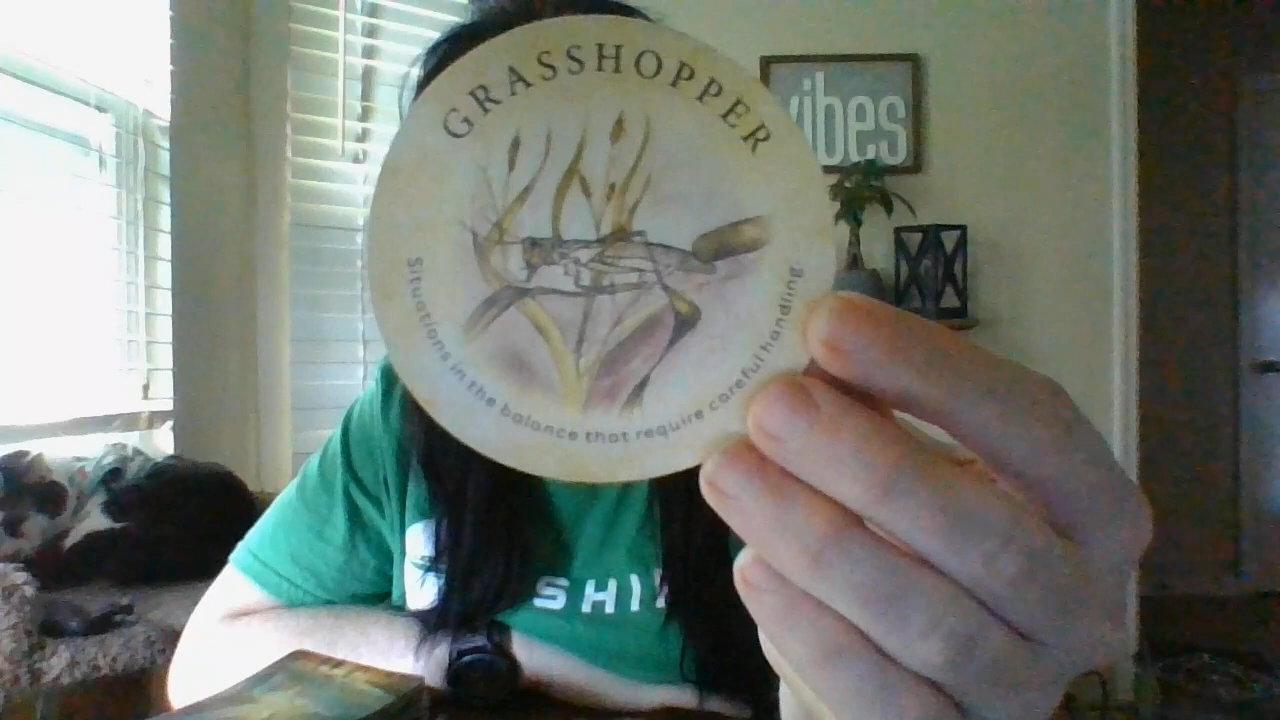 GRASSHOPPER
Situations in the balance that require careful handling
vibes
SHI